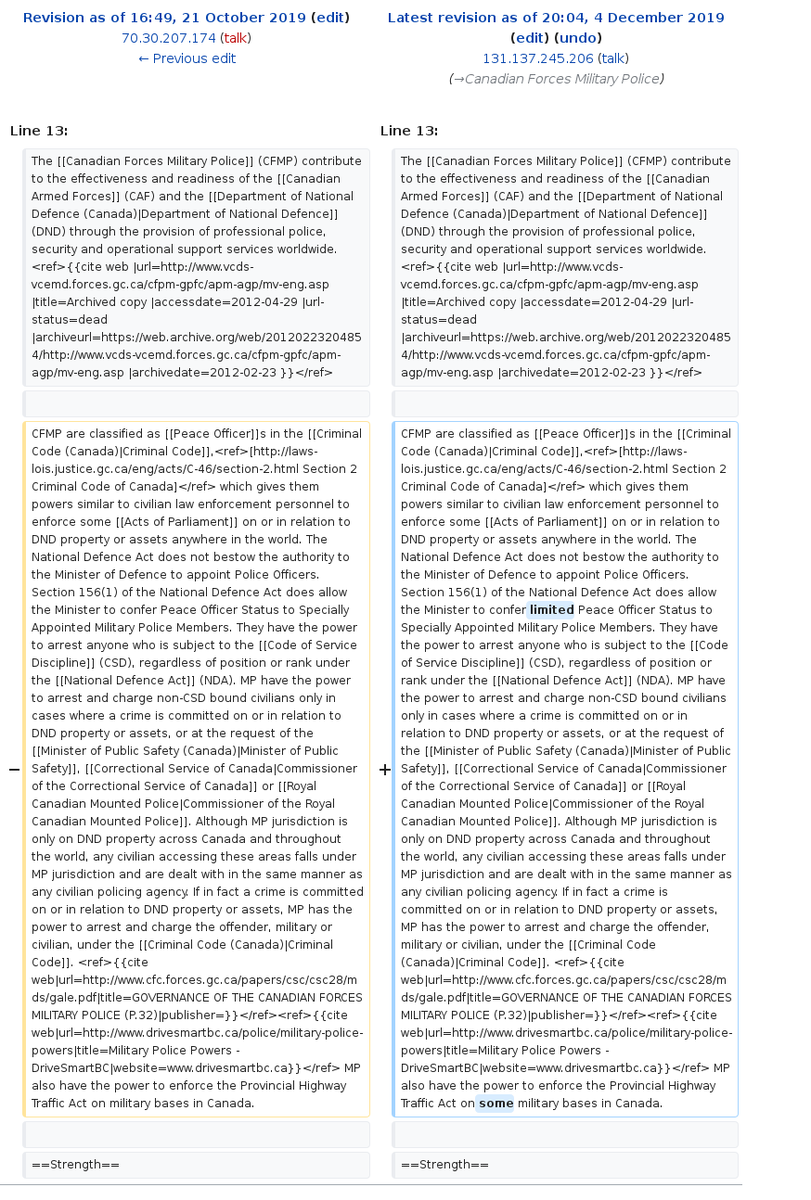 Revision as of 16:49, 21 October 2019 (edit)
70.30.207.174 (talk)
← Previous edit
Latest revision as of 20:04, 4 December 2019
(edit) (undo)
131.137.245.206 (talk)
(→Canadian Forces Military Police)
Line 13:
The [[Canadian Forces Military Police]] (CFMP) contribute
to the effectiveness and readiness of the [[Canadian
Armed Forces]] (CAF) and the [[Department of National
Defence (Canada)|Department of National Defence]]
(DND) through the provision of professional police,
security and operational support services worldwide.
<ref>{{cite web |url=http://www.vcds-
vcemd.forces.gc.ca/cfpm-gpfc/apm-agp/mv-eng.asp
|title=Archived copy |accessdate=2012-04-29 |url-
status=dead
|archiveurl=https://web.archive.org/web/2012022320485
4/http://www.vcds-vcemd.forces.gc.ca/cfpm-gpfc/apm-
agp/mv-eng.asp |archivedate=2012-02-23 }}</ref>
−
CFMP are classified as [[Peace Officer]]s in the [[Criminal
Code (Canada)|Criminal Code]],<ref>[http://laws-
lois.justice.gc.ca/eng/acts/C-46/section-2.html Section 2
Criminal Code of Canada]</ref> which gives them
powers similar to civilian law enforcement personnel to
enforce some [[Acts of Parliament]] on or in relation to
DND property or assets anywhere in the world. The
National Defence Act does not bestow the authority to
the Minister of Defence to appoint Police Officers.
Section 156(1) of the National Defence Act does allow
the Minister to confer Peace Officer Status to Specially
Appointed Military Police Members. They have the power
to arrest anyone who is subject to the [[Code of Service
Discipline]] (CSD), regardless of position or rank under
the [[National Defence Act]] (NDA). MP have the power
to arrest and charge non-CSD bound civilians only in
cases where a crime is committed on or in relation to
DND property or assets, or at the request of the
[[Minister of Public Safety (Canada)|Minister of Public
Safety]], [[Correctional Service of Canada|Commissioner
of the Correctional Service of Canada]] or [[Royal
Canadian Mounted Police|Commissioner of the Royal
Canadian Mounted Police]]. Although MP jurisdiction is
only on DND property across Canada and throughout
the world, any civilian accessing these areas falls under
MP jurisdiction and are dealt with in the same manner as
any civilian policing agency. If in fact a crime is committed
on or in relation to DND property or assets, MP has the
power to arrest and charge the offender, military or
civilian, under the [[Criminal Code (Canada)|Criminal
Code]]. <ref>{{cite
web|url=http://www.cfc.forces.gc.ca/papers/csc/csc28/m
ds/gale.pdf|title=GOVERNANCE OF THE CANADIAN FORCES
MILITARY POLICE (P.32)|publisher=}}</ref><ref>{{cite
web|url=http://www.drivesmartbc.ca/police/military-police-
powers|title=Military Police Powers -
DriveSmartBC|website=www.drivesmartbc.ca}}</ref> MP
also have the power to enforce the Provincial Highway
Traffic Act on military bases in Canada.
==Strength==
Line 13:
The [[Canadian Forces Military Police]] (CFMP) contribute
to the effectiveness and readiness of the [[Canadian
Armed Forces]] (CAF) and the [[Department of National
Defence (Canada)|Department of National Defence]]
(DND) through the provision of professional police,
security and operational support services worldwide.
<ref>{{cite web |url=http://www.vcds-
vcemd.forces.gc.ca/cfpm-gpfc/apm-agp/mv-eng.asp
|title=Archived copy |accessdate=2012-04-29 |url-
status=dead
|archiveurl=https://web.archive.org/web/2012022320485
4/http://www.vcds-vcemd.forces.gc.ca/cfpm-gpfc/apm-
agp/mv-eng.asp |archivedate=2012-02-23 }}</ref>
+
CFMP are classified as [[Peace Officer]]s in the [[Criminal
Code (Canada)|Criminal Code]],<ref>[http://laws-
lois.justice.gc.ca/eng/acts/C-46/section-2.html Section 2
Criminal Code of Canada]</ref> which gives them
powers similar to civilian law enforcement personnel to
enforce some [[Acts of Parliament]] on or in relation to
DND property or assets anywhere in the world. The
National Defence Act does not bestow the authority to
the Minister of Defence to appoint Police Officers.
Section 156(1) of the National Defence Act does allow
the Minister to confer limited Peace Officer Status to
Specially Appointed Military Police Members. They have
the power to arrest anyone who is subject to the [[Code
of Service Discipline]] (CSD), regardless of position or
rank under the [[National Defence Act]] (NDA). MP have
the power to arrest and charge non-CSD bound civilians
only in cases where a crime is committed on or in
relation to DND property or assets, or at the request of
the [[Minister of Public Safety (Canada)|Minister of Public
Safety]], [[Correctional Service of Canada|Commissioner
of the Correctional Service of Canada]] or [[Royal
Canadian Mounted Police|Commissioner of the Royal
Canadian Mounted Police]]. Although MP jurisdiction is
only on DND property across Canada and throughout
the world, any civilian accessing these areas falls under
MP jurisdiction and are dealt with in the same manner as
any civilian policing agency. If in fact a crime is
committed on or in relation to DND property or assets,
MP has the power to arrest and charge the offender,
military or civilian, under the [[Criminal Code
(Canada)|Criminal Code]]. <ref>{{cite
web|url=http://www.cfc.forces.gc.ca/papers/csc/csc28/m
ds/gale.pdf|title=GOVERNANCE OF THE CANADIAN FORCES
MILITARY POLICE (P.32)|publisher=}}</ref><ref>{{cite
web|url=http://www.drivesmartbc.ca/police/military-police-
powers|title=Military Police Powers -
DriveSmartBC|website=www.drivesmartbc.ca}}</ref> MP
also have the power to enforce the Provincial Highway
Traffic Act on some military bases in Canada.
==Strength==